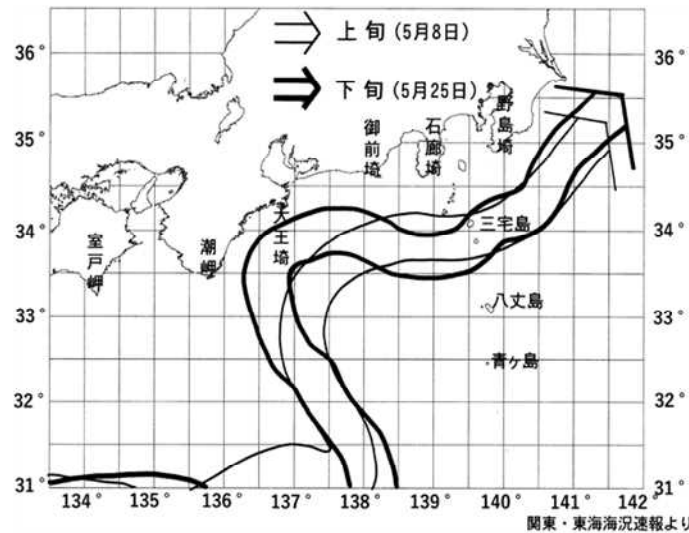 上旬(5月8日)
下旬(5月25日)
36°
35°
34°
33°
32°
31°
36°
35°
34°
33°
32°
31°
野島埼
石廊埼
御前埼
大王埼
潮岬
室戸岬
三宅島
八丈島
青ヶ島
134° 135° 136° 137° 138° 139° 140° 141° 142°
関東・東海海況速報より